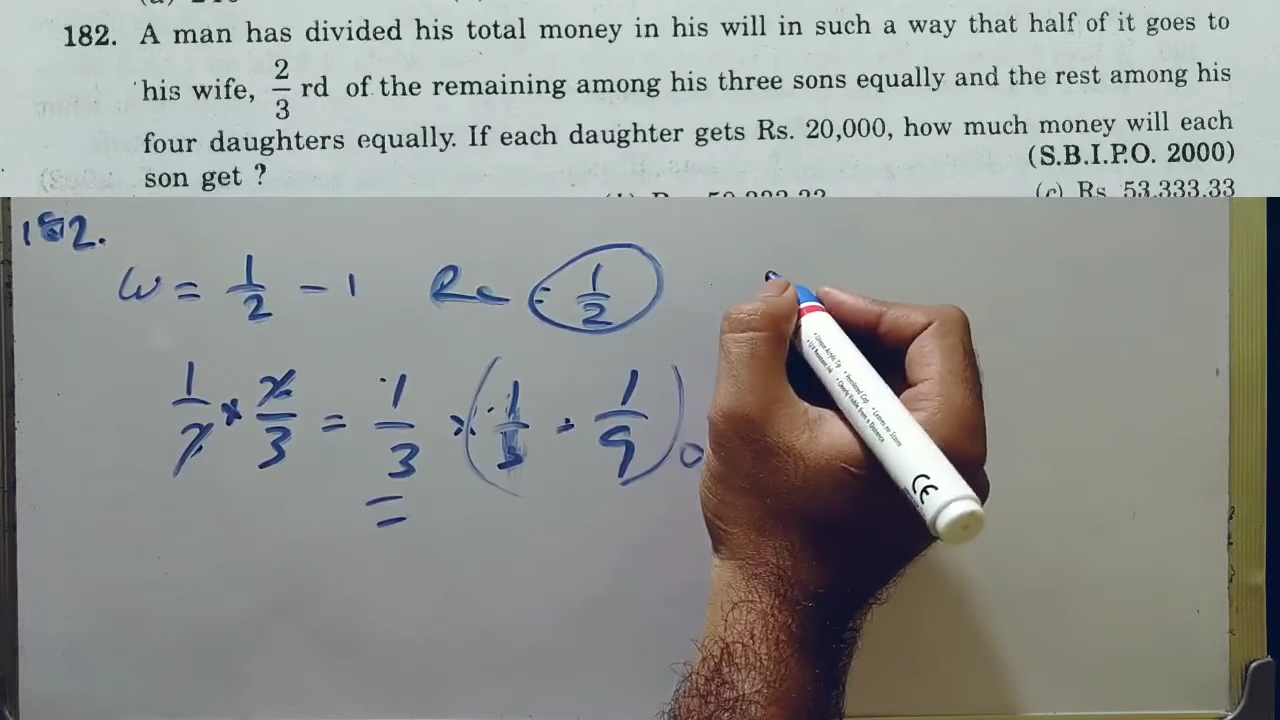 182. A man has divided his total money in his will in such a way that half of it goes to
his wife, 2/3 rd of the remaining among his three sons equally and the rest among his
four daughters equally. If each daughter gets Rs. 20,000, how much money will each
(S.B.I.P.O. 2000)
son get ?
(c) Rs. 53,333.33
182.
W = 1/2 - 1 Re = 1/2
1/2 × 2/3 = 1/3 × (1/3 = 1/9)
=
CE